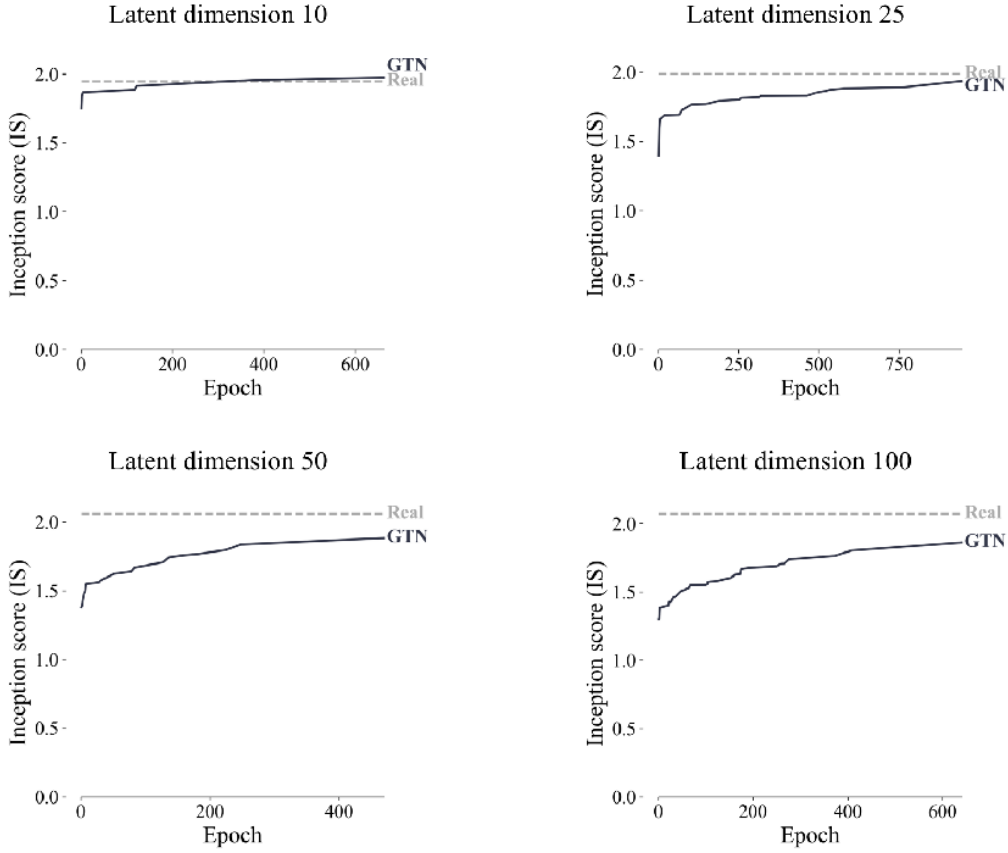 Latent dimension 10
Inception score (IS)
2.0
1.5
1.0
0.5
0.0
GTN
Real
0 200 400 600
Epoch
Latent dimension 25
Inception score (IS)
2.0
1.5
1.0
0.5
0.0
Real
GTN
0 250 500 750
Epoch
Latent dimension 50
Inception score (IS)
2.0
1.5
1.0
0.5
0.0
Real
GTN
0 200 400
Epoch
Latent dimension 100
Inception score (IS)
2.0
1.5
1.0
0.5
0.0
Real
GTN
0 200 400 600
Epoch